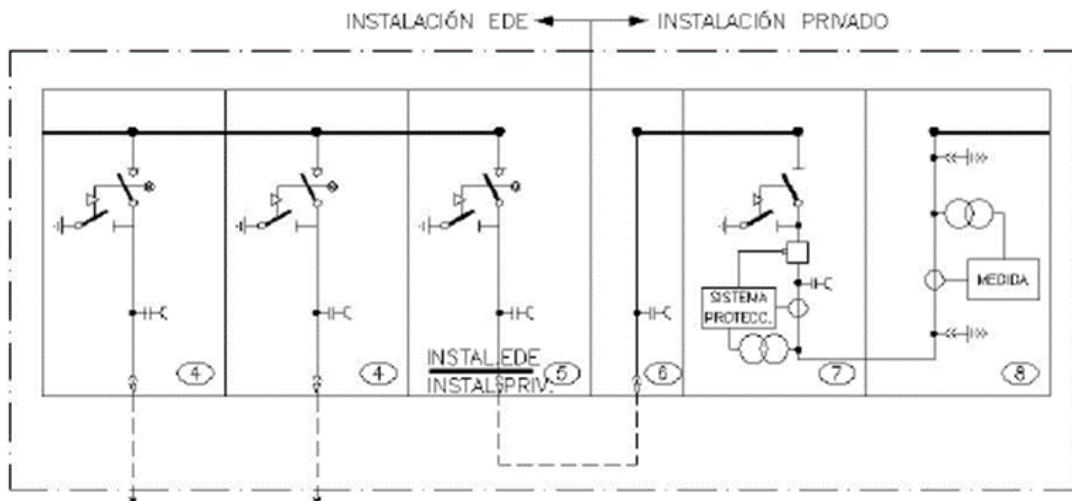 INSTALACIÓN EDE
INSTALACIÓN PRIVADO
SISTEMA
PROTECC.
MEDIDA
INSTAL.EDE
INSTAL.PRIV.
4
4
5
6
7
8